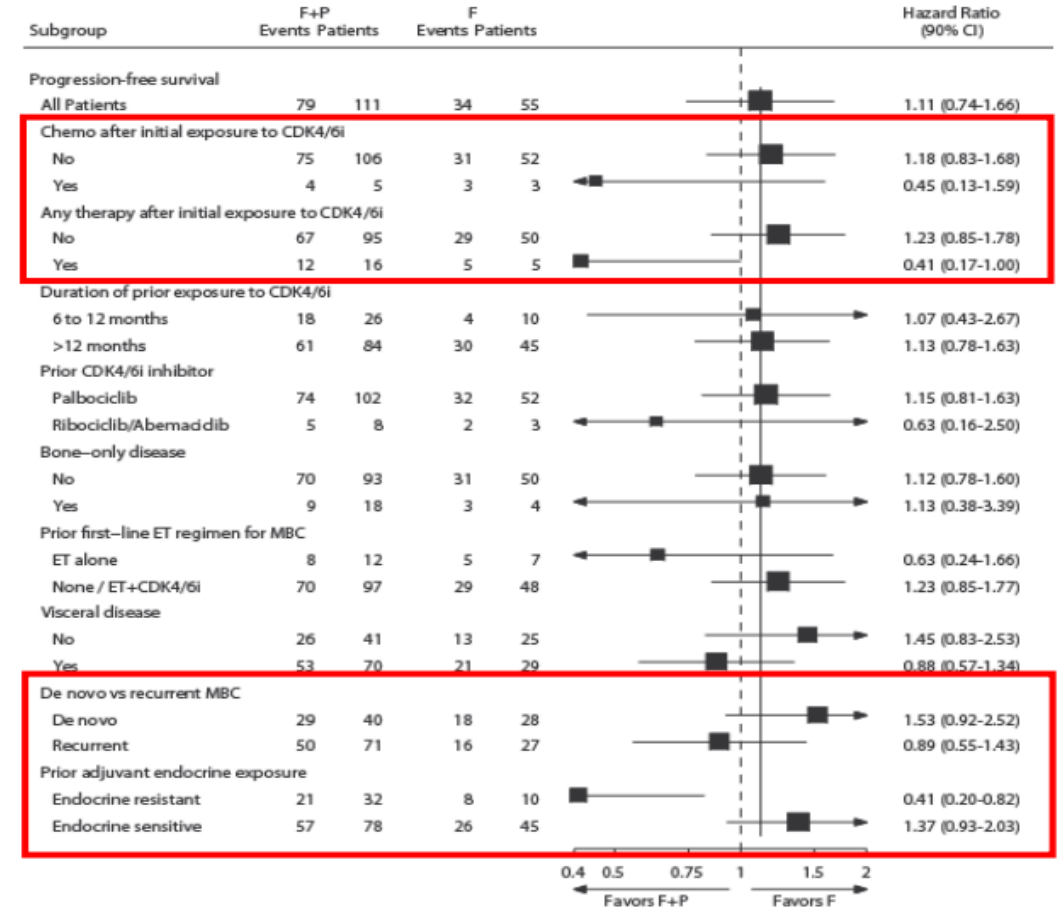 F+P F Hazard Ratio
Subgroup Events Patients Events Patients (90% CI)
Progression-free survival
All Patients 79 111 34 55 1.11 (0.74-1.66)
Chemo after initial exposure to CDK4/6i
No 75 106 31 52 1.18 (0.83-1.68)
Yes 4 5 3 3 0.45 (0.13-1.59)
Any therapy after initial exposure to CDK4/6i
No 67 95 29 50 1.23 (0.85-1.78)
Yes 12 16 5 5 0.41 (0.17-1.00)
Duration of prior exposure to CDK4/6i
6 to 12 months 18 26 4 10 1.07 (0.43-2.67)
>12 months 61 84 30 45 1.13 (0.78-1.63)
Prior CDK4/6i inhibitor
Palbociclib 74 102 32 52 1.15 (0.81-1.63)
Ribociclib/Abemacidib 5 8 2 3 0.63 (0.16-2.50)
Bone-only disease
No 70 93 31 50 1.12 (0.78-1.60)
Yes 9 18 3 4 1.13 (0.38-3.39)
Prior first-line ET regimen for MBC
ET alone 8 12 5 7 0.63 (0.24-1.66)
None / ET+CDK4/6i 70 97 29 48 1.23 (0.85-1.77)
Visceral disease
No 26 41 13 25 1.45 (0.83-2.53)
Yes 53 70 21 29 0.88 (0.57-1.34)
De novo vs recurrent MBC
De novo 29 40 18 28 1.53 (0.92-2.52)
Recurrent 50 71 16 27 0.89 (0.55-1.43)
Prior adjuvant endocrine exposure
Endocrine resistant 21 32 8 10 0.41 (0.20-0.82)
Endocrine sensitive 57 78 26 45 1.37 (0.93-2.03)
0.4 0.5 0.75 1 1.5 2
Favors F+P Favors F